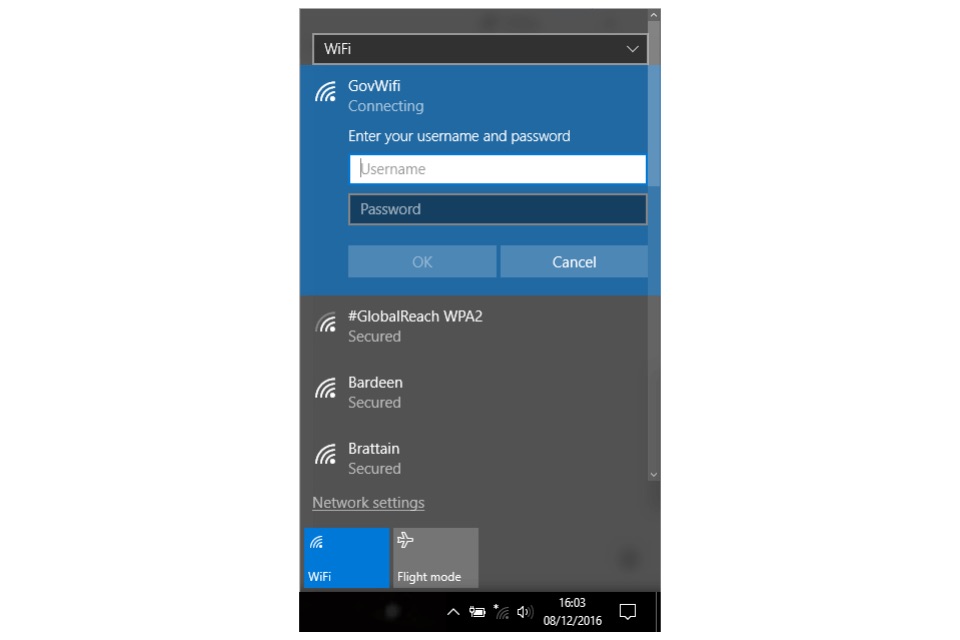 WiFi
GovWifi
Connecting
Enter your username and password
Username
Password
OK Cancel
#GlobalReach WPA2
Secured
Bardeen
Secured
Brattain
Secured
Network settings
WiFi Flight mode
16:03
08/12/2016